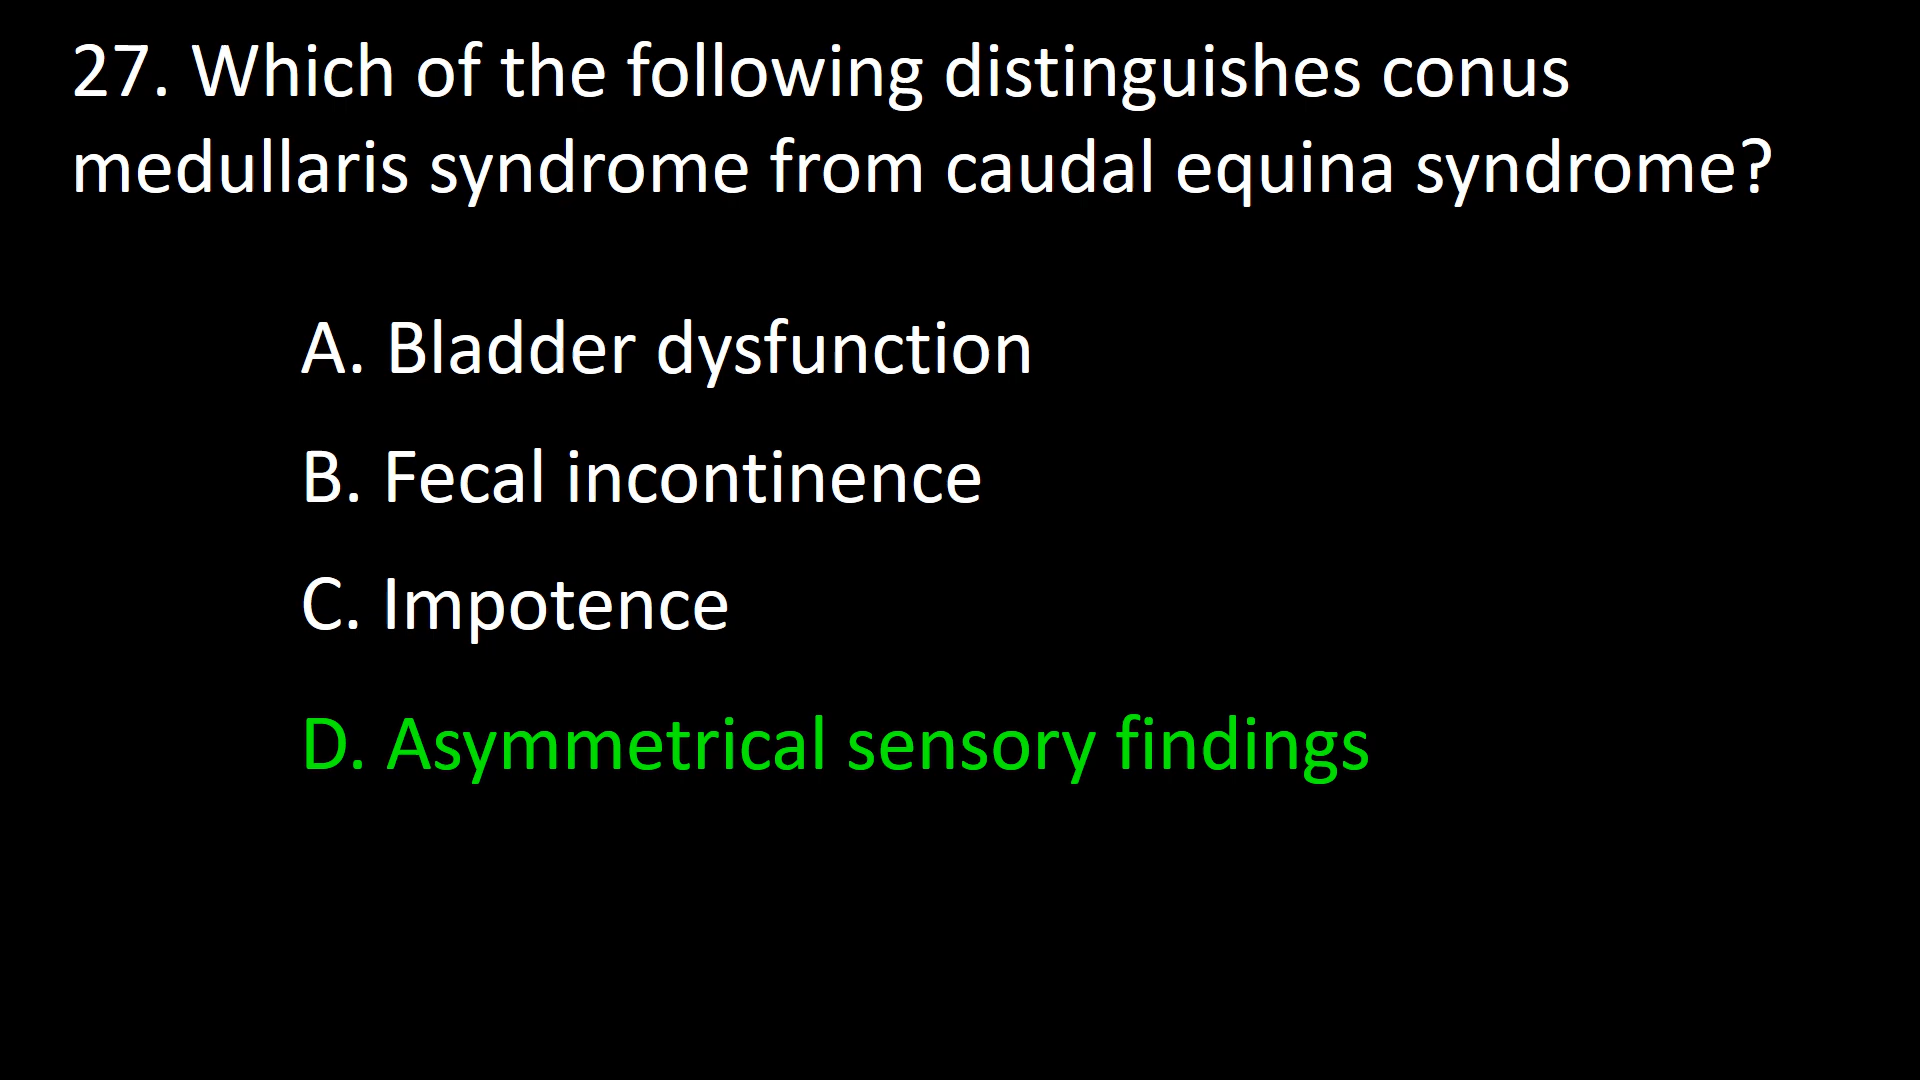 27. Which of the following distinguishes conus
medullaris syndrome from caudal equina syndrome?
A. Bladder dysfunction
B. Fecal incontinence
C. Impotence
D. Asymmetrical sensory findings